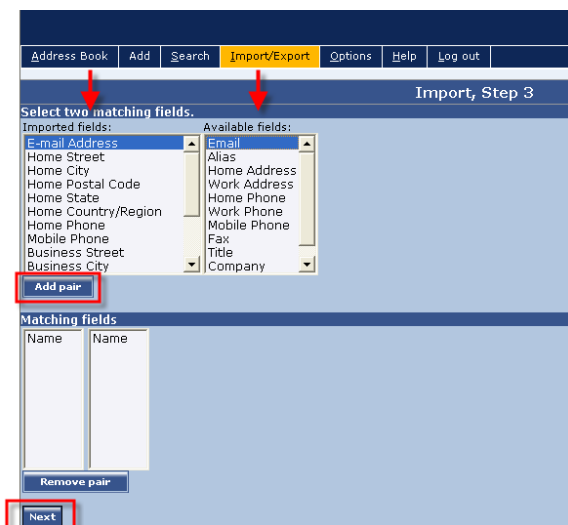 Address Book Add Search Import/Export Options Help Log out
Import, Step 3
Select two matching fields.
Imported fields: Available fields:
E-mail Address Email
Home Street Alias
Home City Home Address
Home Postal Code Work Address
Home State Home Phone
Home Country/Region Work Phone
Home Phone Mobile Phone
Mobile Phone Fax
Business Street Title
Business City Company
Add pair
Matching fields
Name Name
Remove pair
Next